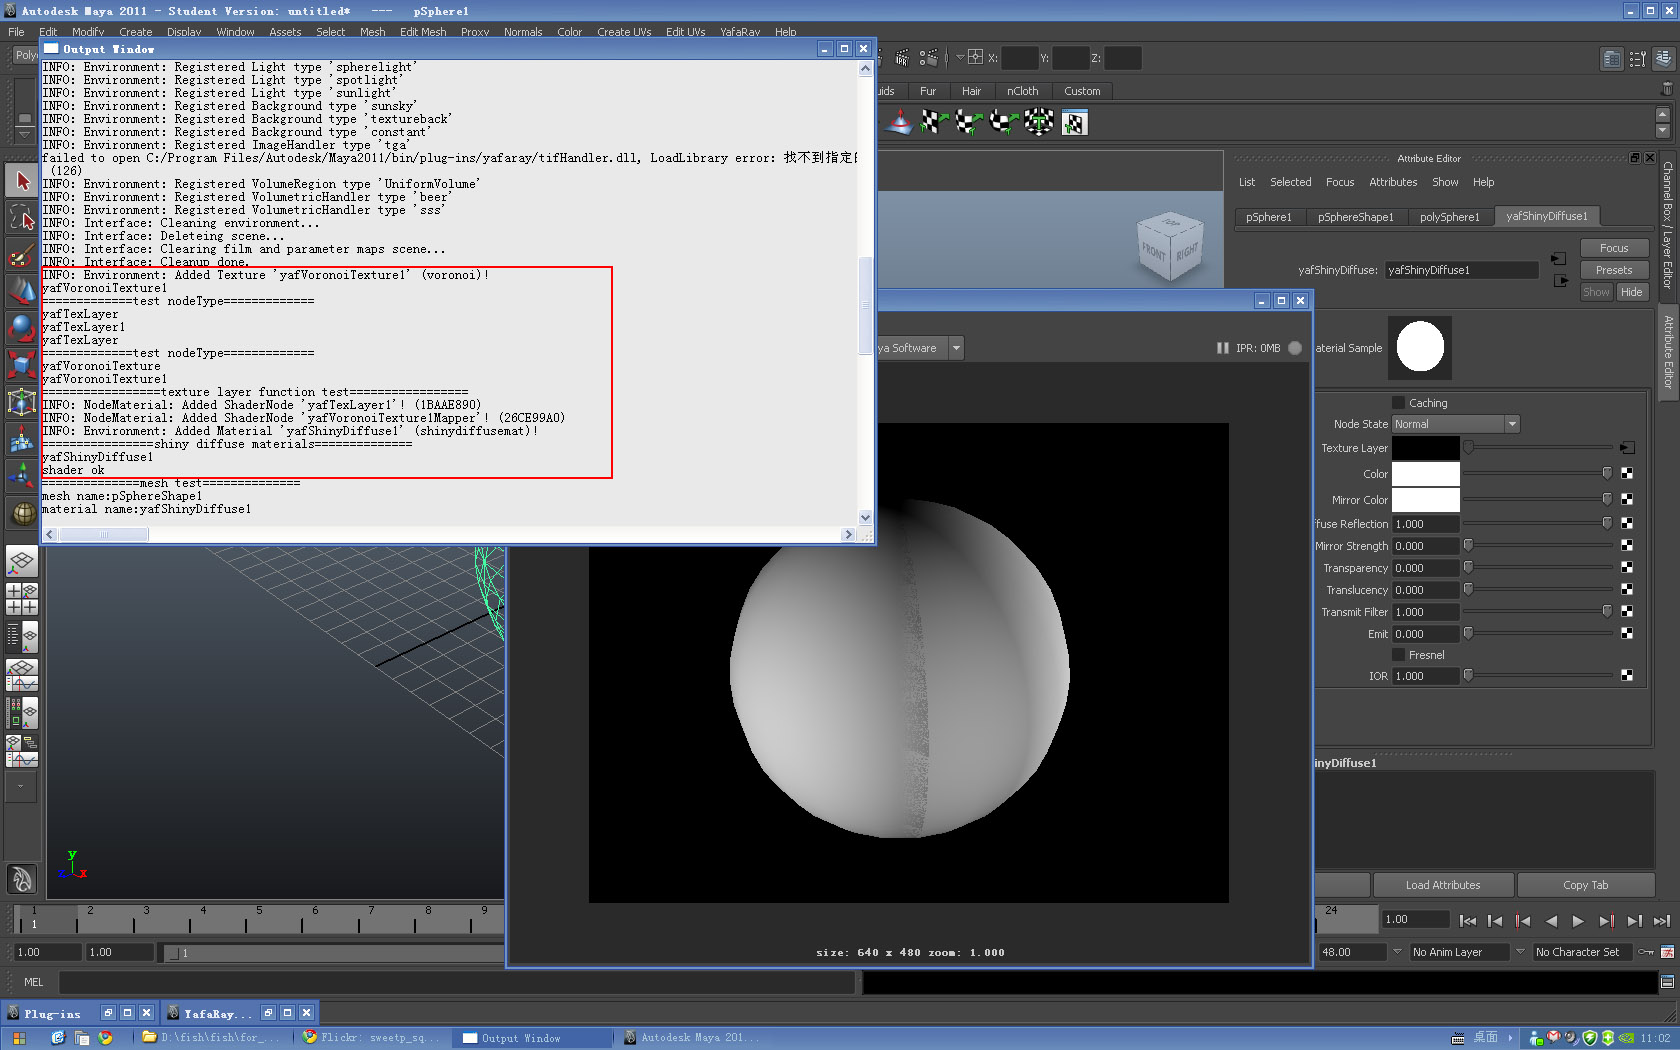 Autodesk Maya 2011 - Student Version: untitled*   ---   pSphere1
File Edit Modify Create Display Window Assets Select Mesh Edit Mesh Proxy Normals Color Create UVs Edit UVs YafaRay Help
Output Window
INFO: Environment: Registered Light type 'spherelight'
INFO: Environment: Registered Light type 'spotlight'
INFO: Environment: Registered Light type 'sunlight'
INFO: Environment: Registered Background type 'sunsky'
INFO: Environment: Registered Background type 'textureback'
INFO: Environment: Registered Background type 'constant'
INFO: Environment: Registered ImageHandler type 'tga'
failed to open C:/Program Files/Autodesk/Maya2011/bin/plug-ins/yafaray/tifHandler.dll, LoadLibrary error: 找不到指定
(126)
INFO: Environment: Registered VolumeRegion type 'UniformVolume'
INFO: Environment: Registered VolumetricHandler type 'beer'
INFO: Environment: Registered VolumetricHandler type 'sss'
INFO: Interface: Cleaning environment...
INFO: Interface: Deleteing scene...
INFO: Interface: Clearing film and parameter maps scene...
INFO: Interface: Cleanup done.
INFO: Environment: Added Texture 'yafVoronoiTexture1' (voronoi)!
yafVoronoiTexture1
=============test nodeType=============
yafTexLayer
yafTexLayer1
yafTexLayer
=============test nodeType=============
yafVoronoiTexture
yafVoronoiTexture1
=================texture layer function test=================
INFO: NodeMaterial: Added ShaderNode 'yafTexLayer1'! (1BAAE890)
INFO: NodeMaterial: Added ShaderNode 'yafVoronoiTexture1Mapper'! (26CE99A0)
INFO: Environment: Added Material 'yafShinyDiffuse1' (shinydiffusemat)!
================shiny diffuse materials==============
yafShinyDiffuse1
shader ok
==============mesh test==============
mesh name:pSphereShape1
material name:yafShinyDiffuse1
X:
Y:
Z:
uids Fur Hair nCloth Custom
FRONT RIGHT
ya Software
IPR: 0MB
size: 640 x 480 zoom: 1.000
Attribute Editor
List Selected Focus Attributes Show Help
pSphere1 pSphereShape1 polySphere1 yafShinyDiffuse1
yafShinyDiffuse: yafShinyDiffuse1
Focus
Presets
Show Hide
aterial Sample
Caching
Node State Normal
Texture Layer
Color
Mirror Color
fuse Reflection 1.000
Mirror Strength 0.000
Transparency 0.000
Translucency 0.000
Transmit Filter 1.000
Emit 0.000
Fresnel
IOR 1.000
inyDiffuse1
Load Attributes Copy Tab
Channel Box / Layer Editor
Attribute Editor
y
z x
1 2 3 4 5 6 7 8 9 24
1
1.00
1.00 1.00 1 48.00 No Anim Layer No Character Set
MEL
Plug-ins YafaRay...
D:\fish\fish\for_... Flickr: sweetp_sq... Output Window Autodesk Maya 201... 桌面 11:02